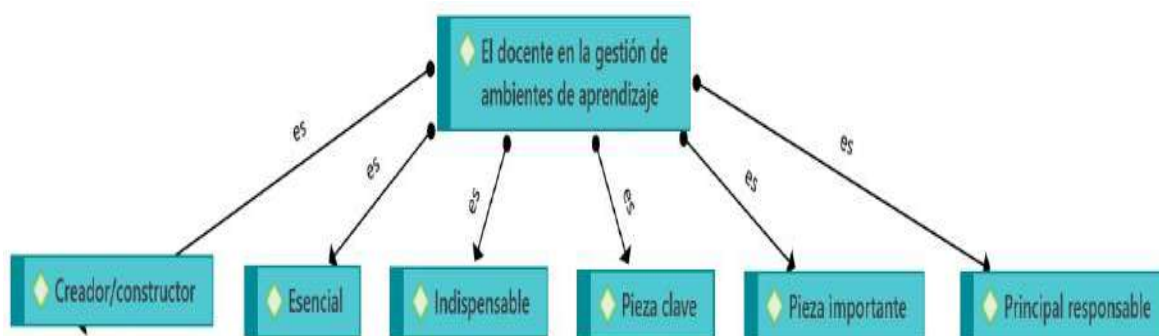 El docente en la gestión de
ambientes de aprendizaje
es
es
es
es
es
es
Creador/constructor
Esencial
Indispensable
Pieza clave
Pieza importante
Principal responsable